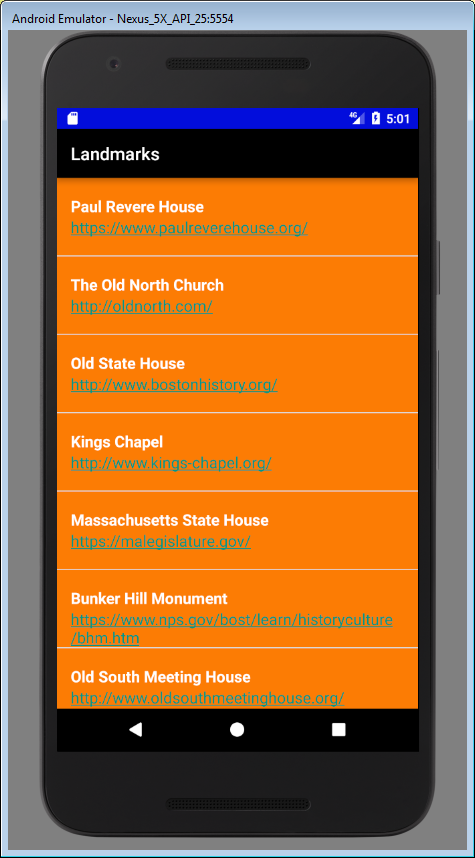 Android Emulator - Nexus_5X_API_25:5554
4G 5:01
Landmarks
Paul Revere House
https://www.paulreverehouse.org/
The Old North Church
http://oldnorth.com/
Old State House
http://www.bostonhistory.org/
Kings Chapel
http://www.kings-chapel.org/
Massachusetts State House
https://malegislature.gov/
Bunker Hill Monument
https://www.nps.gov/bost/learn/historyculture
/bhm.htm
Old South Meeting House
http://www.oldsouthmeetinghouse.org/